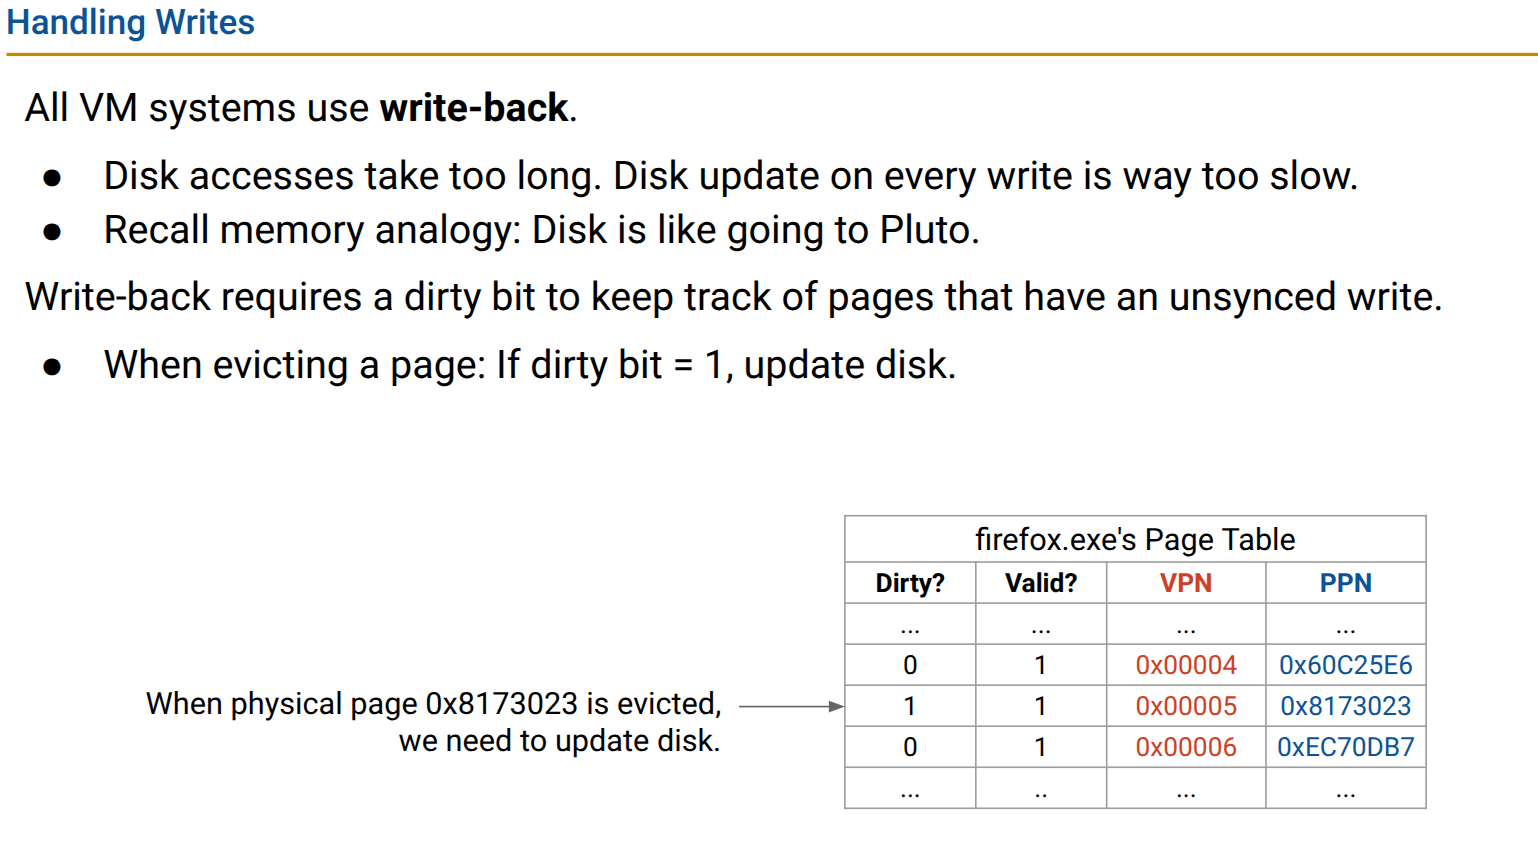 Handling Writes
All VM systems use write-back.
● Disk accesses take too long. Disk update on every write is way too slow.
● Recall memory analogy: Disk is like going to Pluto.
Write-back requires a dirty bit to keep track of pages that have an unsynced write.
● When evicting a page: If dirty bit = 1, update disk.
When physical page 0x8173023 is evicted,
we need to update disk.
firefox.exe's Page Table
Dirty? Valid? VPN PPN
... ... ... ...
0 1 0x00004 0x60C25E6
1 1 0x00005 0x8173023
0 1 0x00006 0xEC70DB7
... .. ... ...